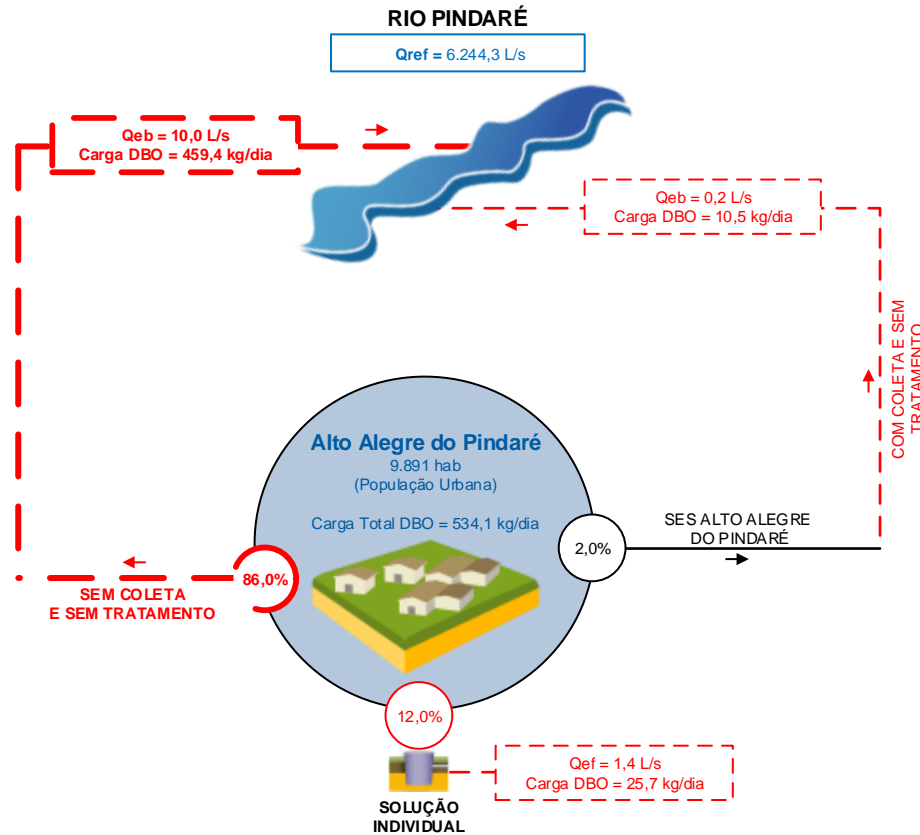 RIO PINDARÉ
Qref = 6.244,3 L/s
Qeb = 10,0 L/s
Carga DBO = 459,4 kg/dia
Qeb = 0,2 L/s
Carga DBO = 10,5 kg/dia
COM COLETA E SEM
TRATAMENTO
Alto Alegre do Pindaré
9.891 hab
(População Urbana)
Carga Total DBO = 534,1 kg/dia
SES ALTO ALEGRE
DO PINDARÉ
2,0%
86,0%
SEM COLETA
E SEM TRATAMENTO
12,0%
Qef = 1,4 L/s
Carga DBO = 25,7 kg/dia
SOLUÇÃO
INDIVIDUAL